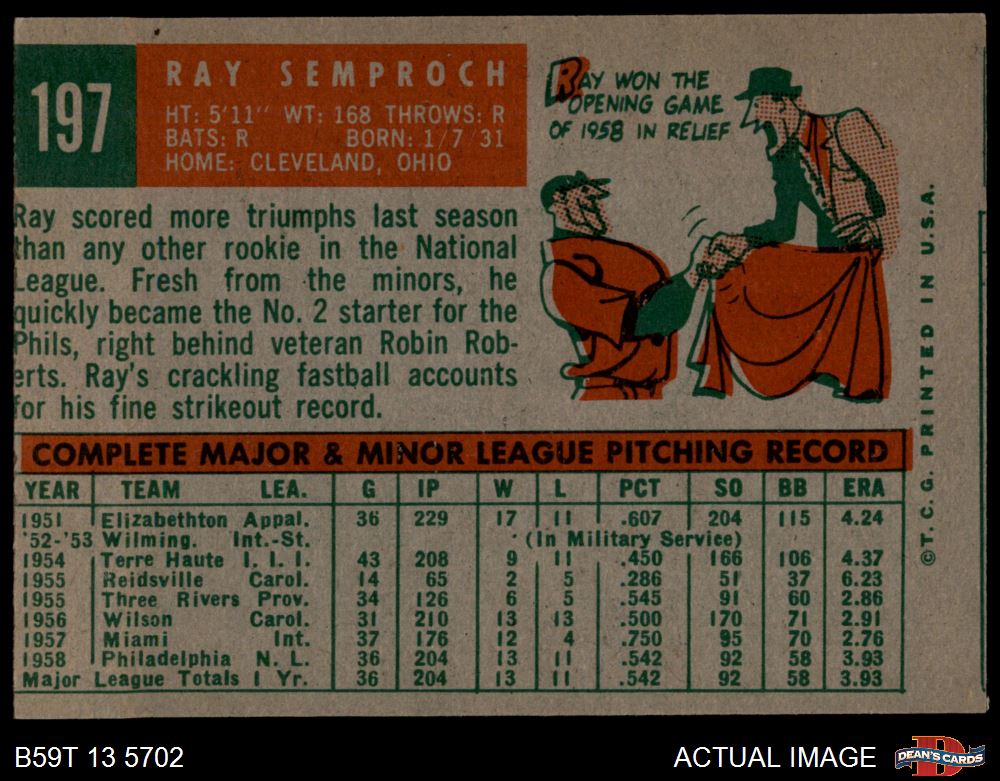 197
RAY SEMPROCH
HT: 5'11" WT: 168 THROWS: R
BATS: R BORN: 1/7/31
HOME: CLEVELAND, OHIO
RAY WON THE
OPENING GAME
OF 1958 IN RELIEF
Ray scored more triumphs last season
than any other rookie in the National
League. Fresh from the minors, he
quickly became the No. 2 starter for the
Phils, right behind veteran Robin Rob-
erts. Ray's crackling fastball accounts
for his fine strikeout record.
COMPLETE MAJOR & MINOR LEAGUE PITCHING RECORD
YEAR TEAM LEA. G IP W L PCT SO BB ERA
1951 Elizabethton Appal. 36 229 17 11 .607 204 115 4.24
'52-'53 Wilming. Int.-St. (In Military Service)
1954 Terre Haute I. I. I. 43 208 9 11 .450 166 106 4.37
1955 Reidsville Carol. 14 65 2 5 .286 51 37 6.23
1955 Three Rivers Prov. 34 126 6 5 .545 91 60 2.86
1956 Wilson Carol. 31 210 13 13 .500 170 71 2.91
1957 Miami Int. 37 176 12 4 .750 95 70 2.76
1958 Philadelphia N. L. 36 204 13 11 .542 92 58 3.93
Major League Totals 1 Yr. 36 204 13 11 .542 92 58 3.93
©T.C.G. PRINTED IN U.S.A.
B59T 13 5702
ACTUAL IMAGE
D
DEAN'S CARDS